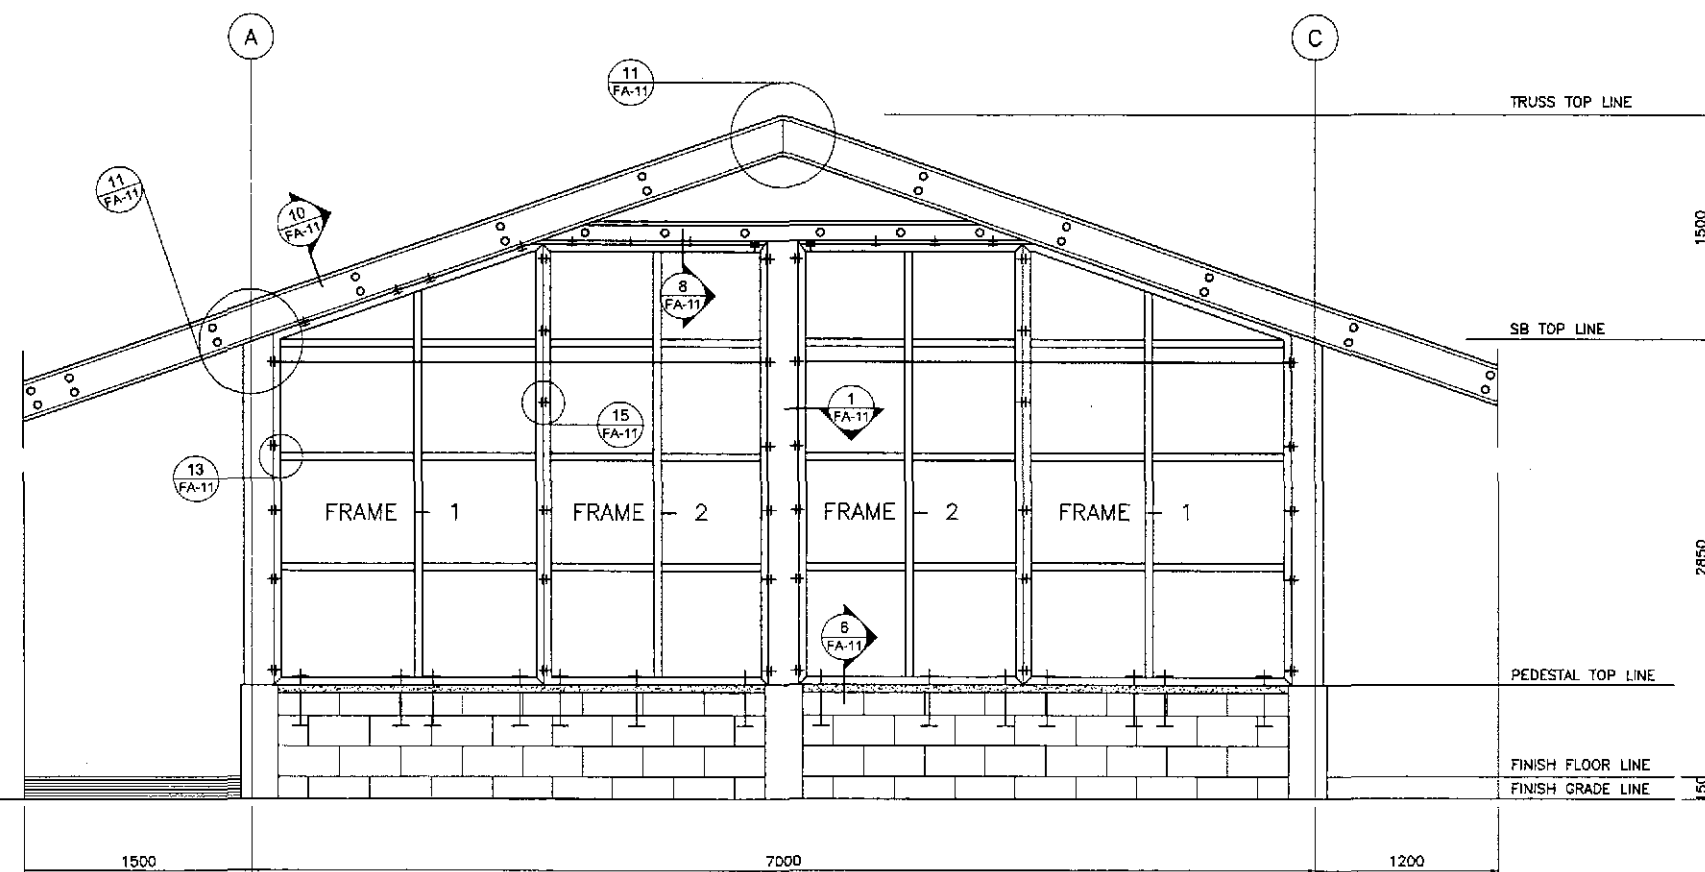 A
C
11
FA-11
TRUSS TOP LINE
11
FA-11
10
FA-11
1500
8
FA-11
SB TOP LINE
1
FA-11
15
FA-11
13
FA-11
FRAME - 1
FRAME - 2
FRAME - 2
FRAME - 1
2850
6
FA-11
PEDESTAL TOP LINE
FINISH FLOOR LINE
FINISH GRADE LINE
150
1500
7000
1200